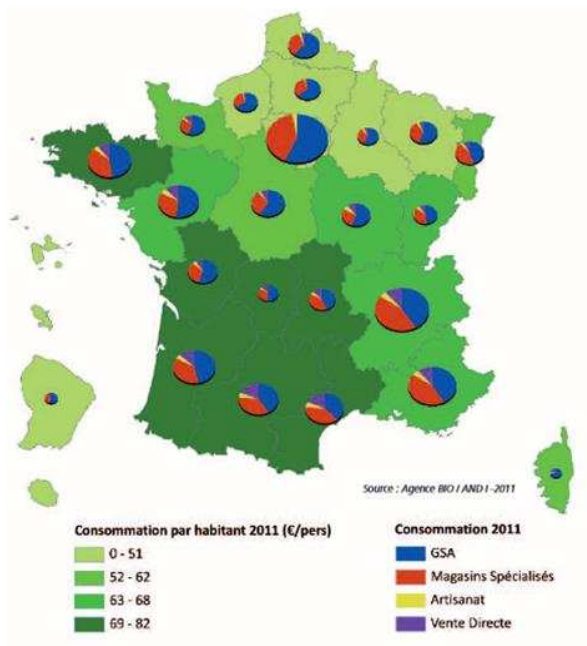 Source : Agence BIO / AND I -2011
Consommation par habitant 2011 (€/pers)
0 - 51
52 - 62
63 - 68
69 - 82
Consommation 2011
GSA
Magasins Spécialisés
Artisanat
Vente Directe